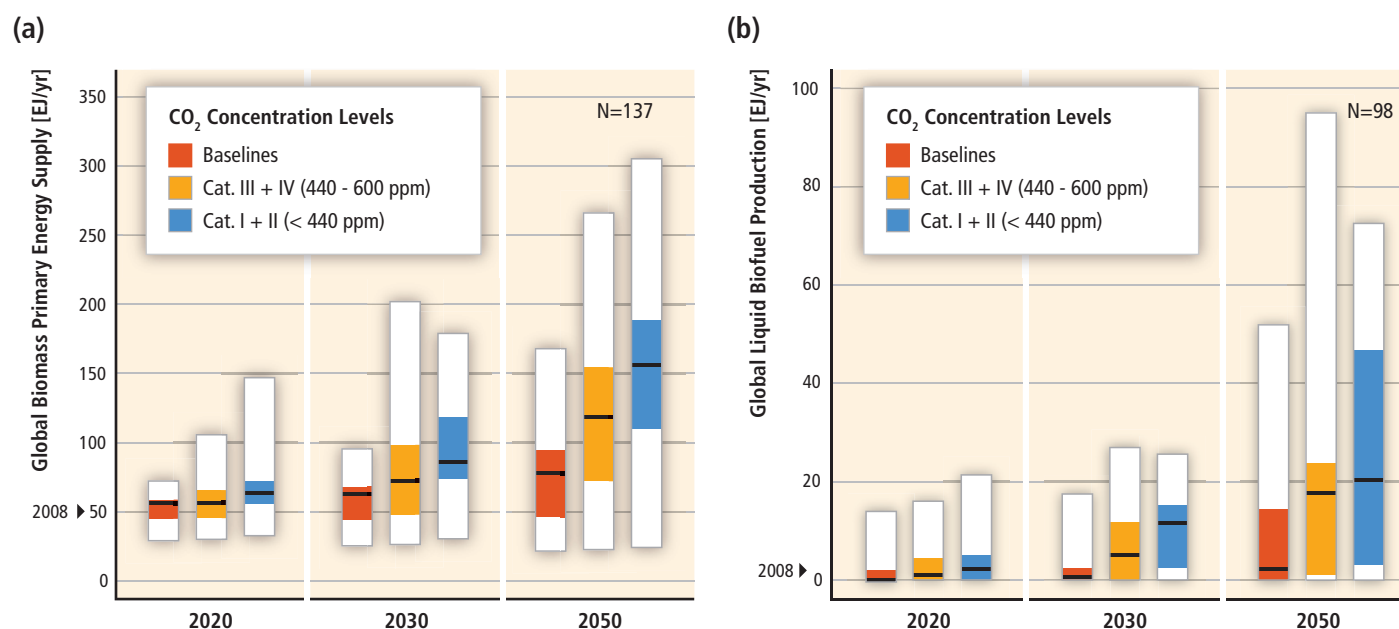 (a)
Global Biomass Primary Energy Supply [EJ/yr]
350
300
250
200
150
100
50
0
2008
CO2 Concentration Levels
Baselines
Cat. III + IV (440 - 600 ppm)
Cat. I + II (< 440 ppm)
N=137
2020
2030
2050
(b)
Global Liquid Biofuel Production [EJ/yr]
100
80
60
40
20
0
2008
CO2 Concentration Levels
Baselines
Cat. III + IV (440 - 600 ppm)
Cat. I + II (< 440 ppm)
N=98
2020
2030
2050